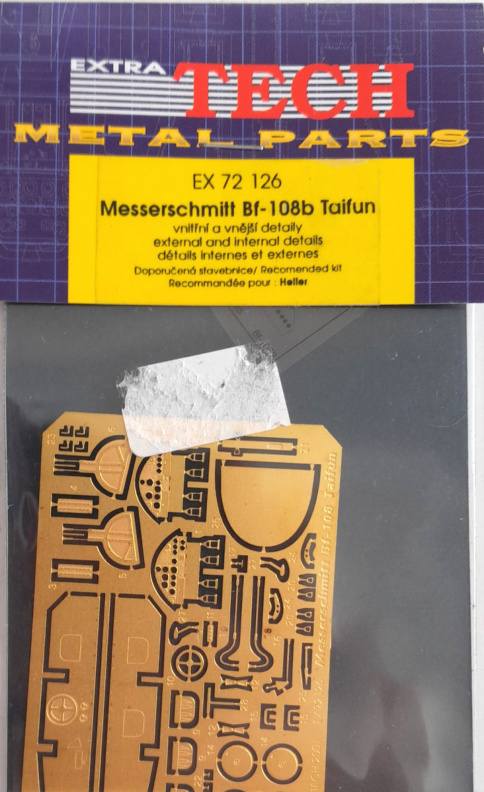 EXTRA
TECH
METAL PARTS
EX 72 126
Messerschmitt Bf-108b Taifun
vnitřní a vnější detaily
external and internal details
détails internes et externes
Doporučená stavebnice/ Recomended kit
Recommandée pour : Heller
Messerschmitt Bf-108 Taifun